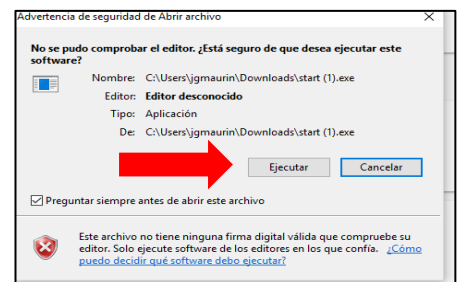 Advertencia de seguridad de Abrir archivo
No se pudo comprobar el editor. ¿Está seguro de que desea ejecutar este
software?
Nombre: C:\Users\jgmaurin\Downloads\start (1).exe
Editor: Editor desconocido
Tipo: Aplicación
De: C:\Users\jgmaurin\Downloads\start (1).exe
Ejecutar Cancelar
Preguntar siempre antes de abrir este archivo
Este archivo no tiene ninguna firma digital válida que compruebe su
editor. Solo ejecute software de los editores en los que confía. ¿Cómo
puedo decidir qué software debo ejecutar?